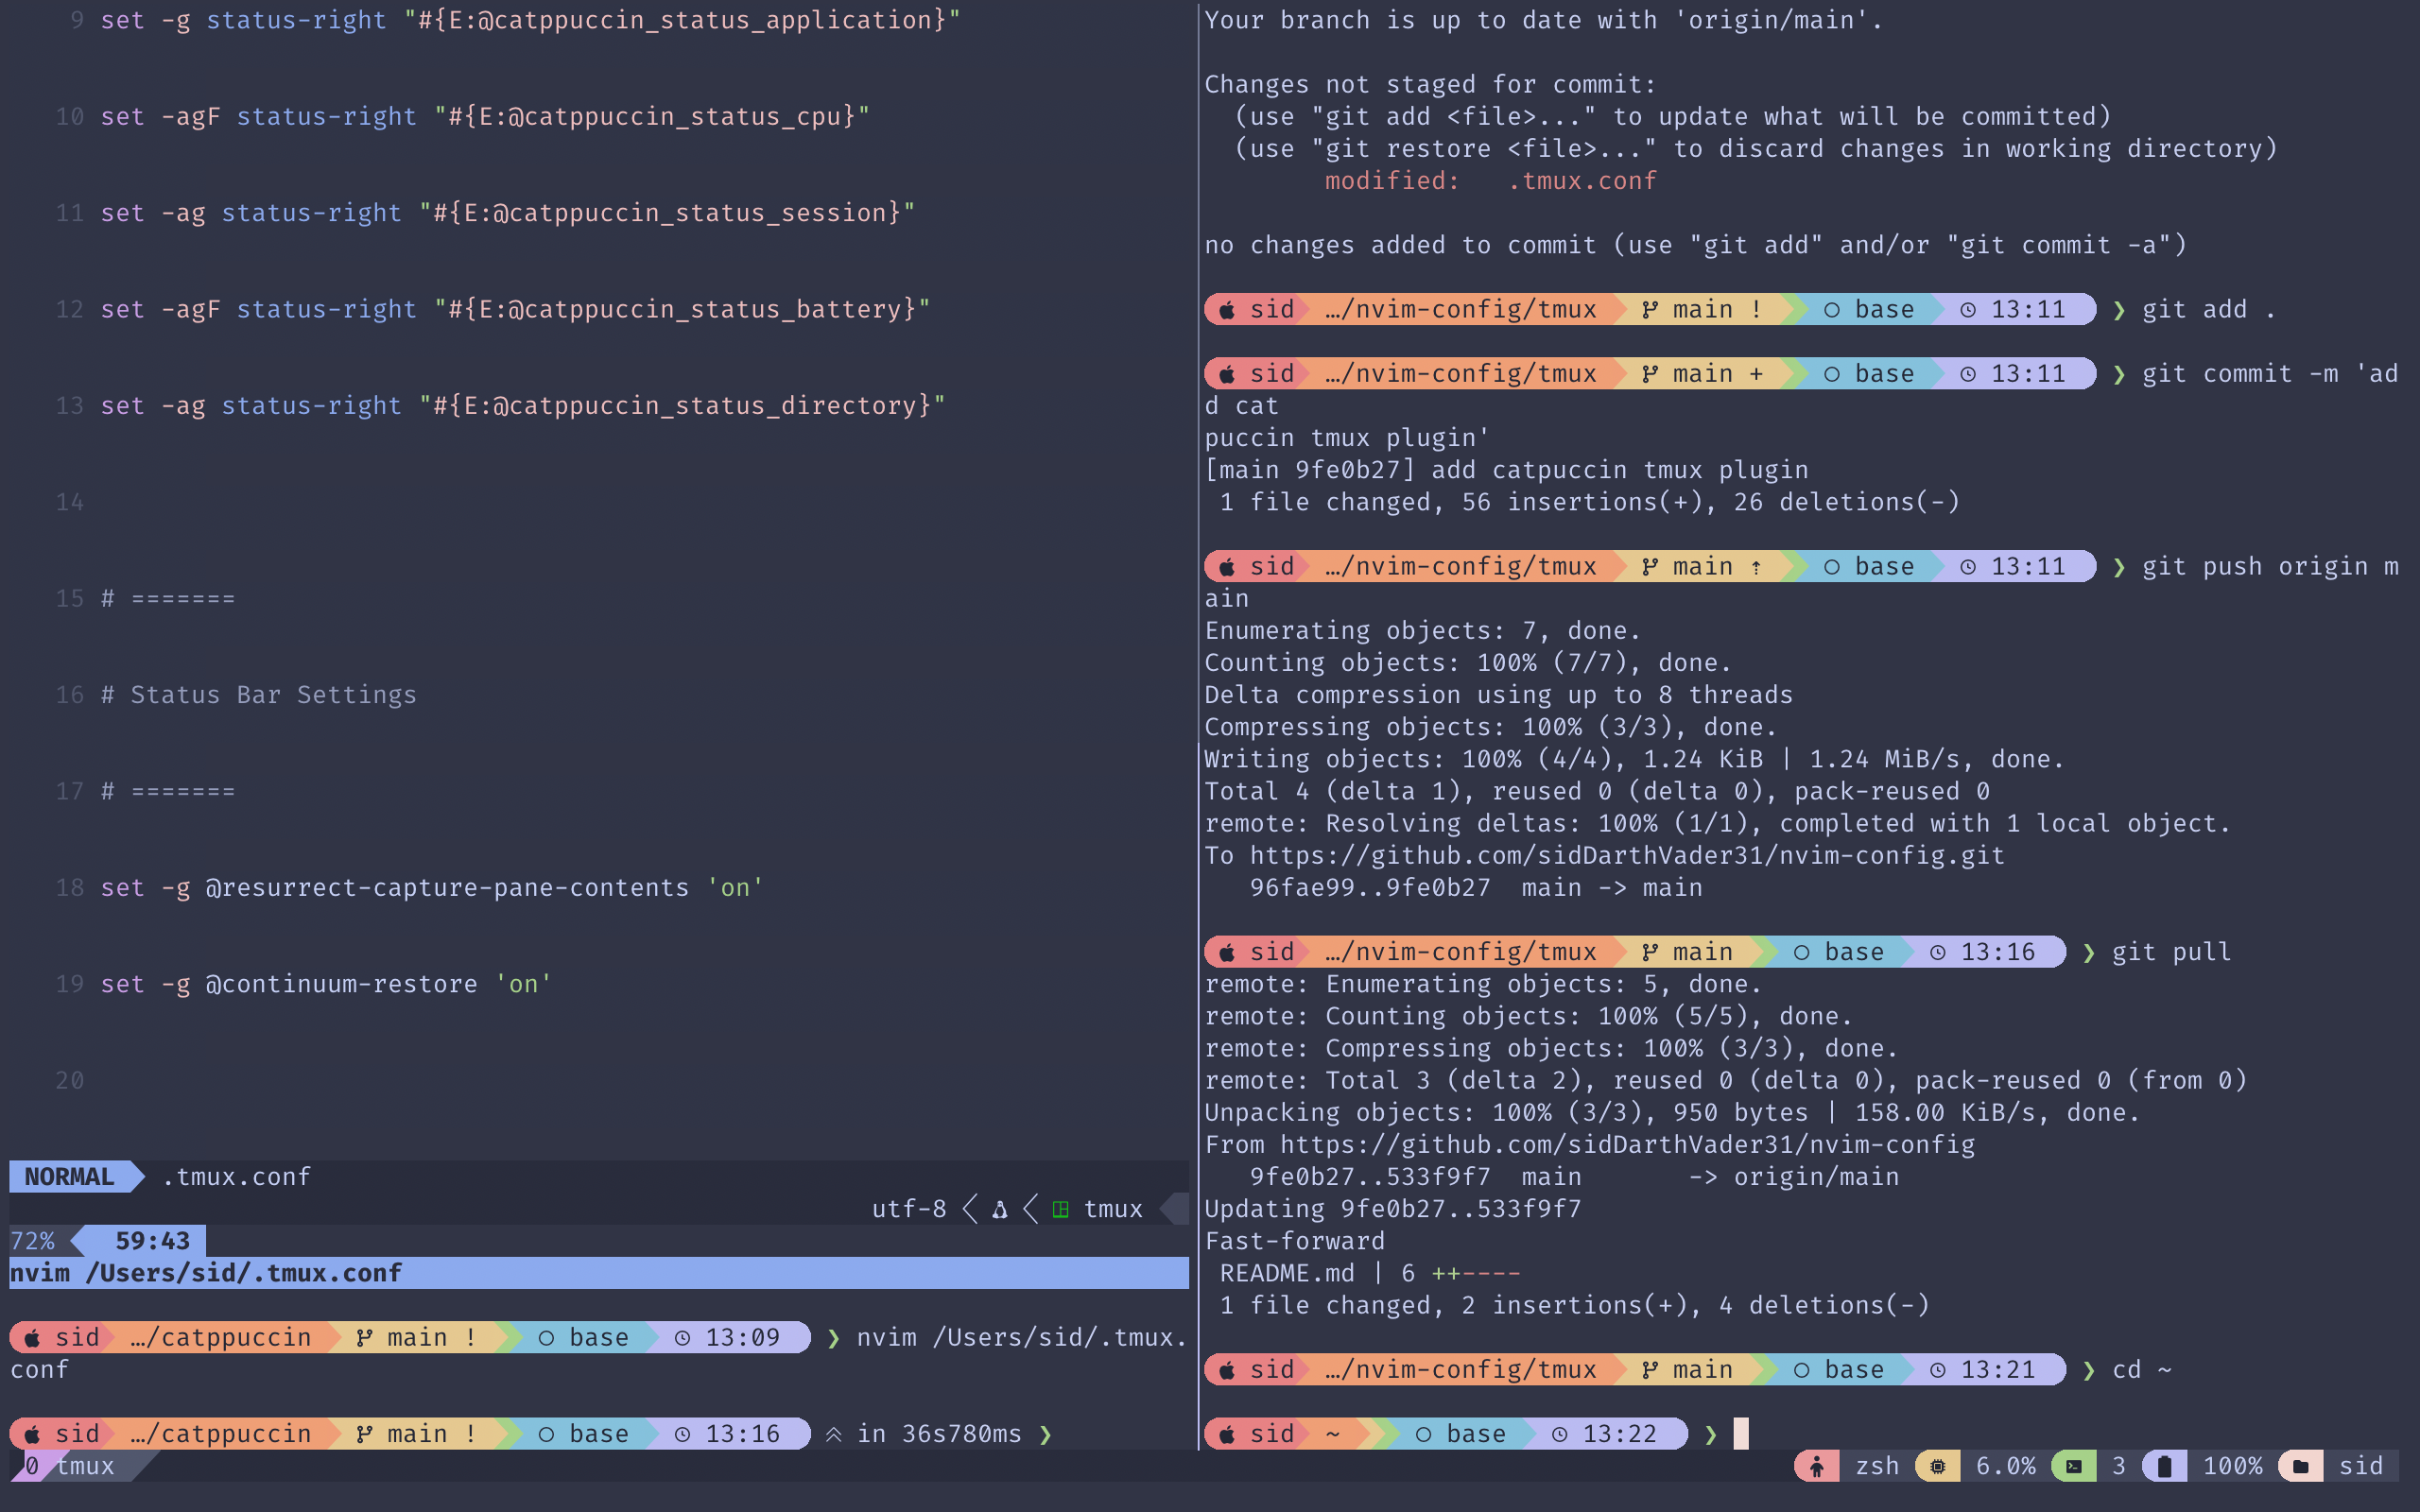 9 set -g status-right "#{E:@catppuccin_status_application}"
10 set -agF status-right "#{E:@catppuccin_status_cpu}"
11 set -ag status-right "#{E:@catppuccin_status_session}"
12 set -agF status-right "#{E:@catppuccin_status_battery}"
13 set -ag status-right "#{E:@catppuccin_status_directory}"
14
15 # =======
16 # Status Bar Settings
17 # =======
18 set -g @resurrect-capture-pane-contents 'on'
19 set -g @continuum-restore 'on'
20
NORMAL .tmux.conf
utf-8 tmux
72% 59:43
nvim /Users/sid/.tmux.conf
sid …/catppuccin main ! base 13:09 ❯ nvim /Users/sid/.tmux.
conf
sid …/catppuccin main ! base 13:16 in 36s780ms ❯
Your branch is up to date with 'origin/main'.
Changes not staged for commit:
(use "git add <file>..." to update what will be committed)
(use "git restore <file>..." to discard changes in working directory)
modified: .tmux.conf
no changes added to commit (use "git add" and/or "git commit -a")
sid …/nvim-config/tmux main ! base 13:11 ❯ git add .
sid …/nvim-config/tmux main + base 13:11 ❯ git commit -m 'ad
d cat
puccin tmux plugin'
[main 9fe0b27] add catpuccin tmux plugin
1 file changed, 56 insertions(+), 26 deletions(-)
sid …/nvim-config/tmux main ⇡ base 13:11 ❯ git push origin m
ain
Enumerating objects: 7, done.
Counting objects: 100% (7/7), done.
Delta compression using up to 8 threads
Compressing objects: 100% (3/3), done.
Writing objects: 100% (4/4), 1.24 KiB | 1.24 MiB/s, done.
Total 4 (delta 1), reused 0 (delta 0), pack-reused 0
remote: Resolving deltas: 100% (1/1), completed with 1 local object.
To https://github.com/sidDarthVader31/nvim-config.git
96fae99..9fe0b27 main -> main
sid …/nvim-config/tmux main base 13:16 ❯ git pull
remote: Enumerating objects: 5, done.
remote: Counting objects: 100% (5/5), done.
remote: Compressing objects: 100% (3/3), done.
remote: Total 3 (delta 2), reused 0 (delta 0), pack-reused 0 (from 0)
Unpacking objects: 100% (3/3), 950 bytes | 158.00 KiB/s, done.
From https://github.com/sidDarthVader31/nvim-config
9fe0b27..533f9f7 main -> origin/main
Updating 9fe0b27..533f9f7
Fast-forward
README.md | 6 ++----
1 file changed, 2 insertions(+), 4 deletions(-)
sid …/nvim-config/tmux main base 13:21 ❯ cd ~
sid ~ base 13:22 ❯
0 tmux
zsh 6.0% 3 100% sid